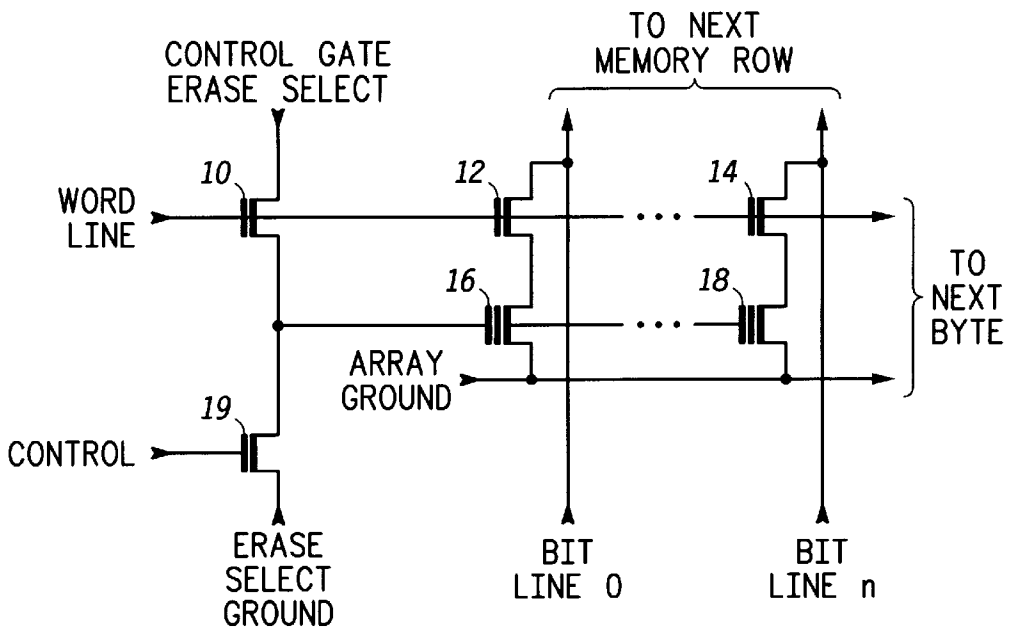 TO NEXT
MEMORY ROW
CONTROL GATE
ERASE SELECT
10
12
14
WORD
LINE
16
18
TO
NEXT
BYTE
ARRAY
GROUND
19
CONTROL
ERASE
SELECT
GROUND
BIT
LINE 0
BIT
LINE n